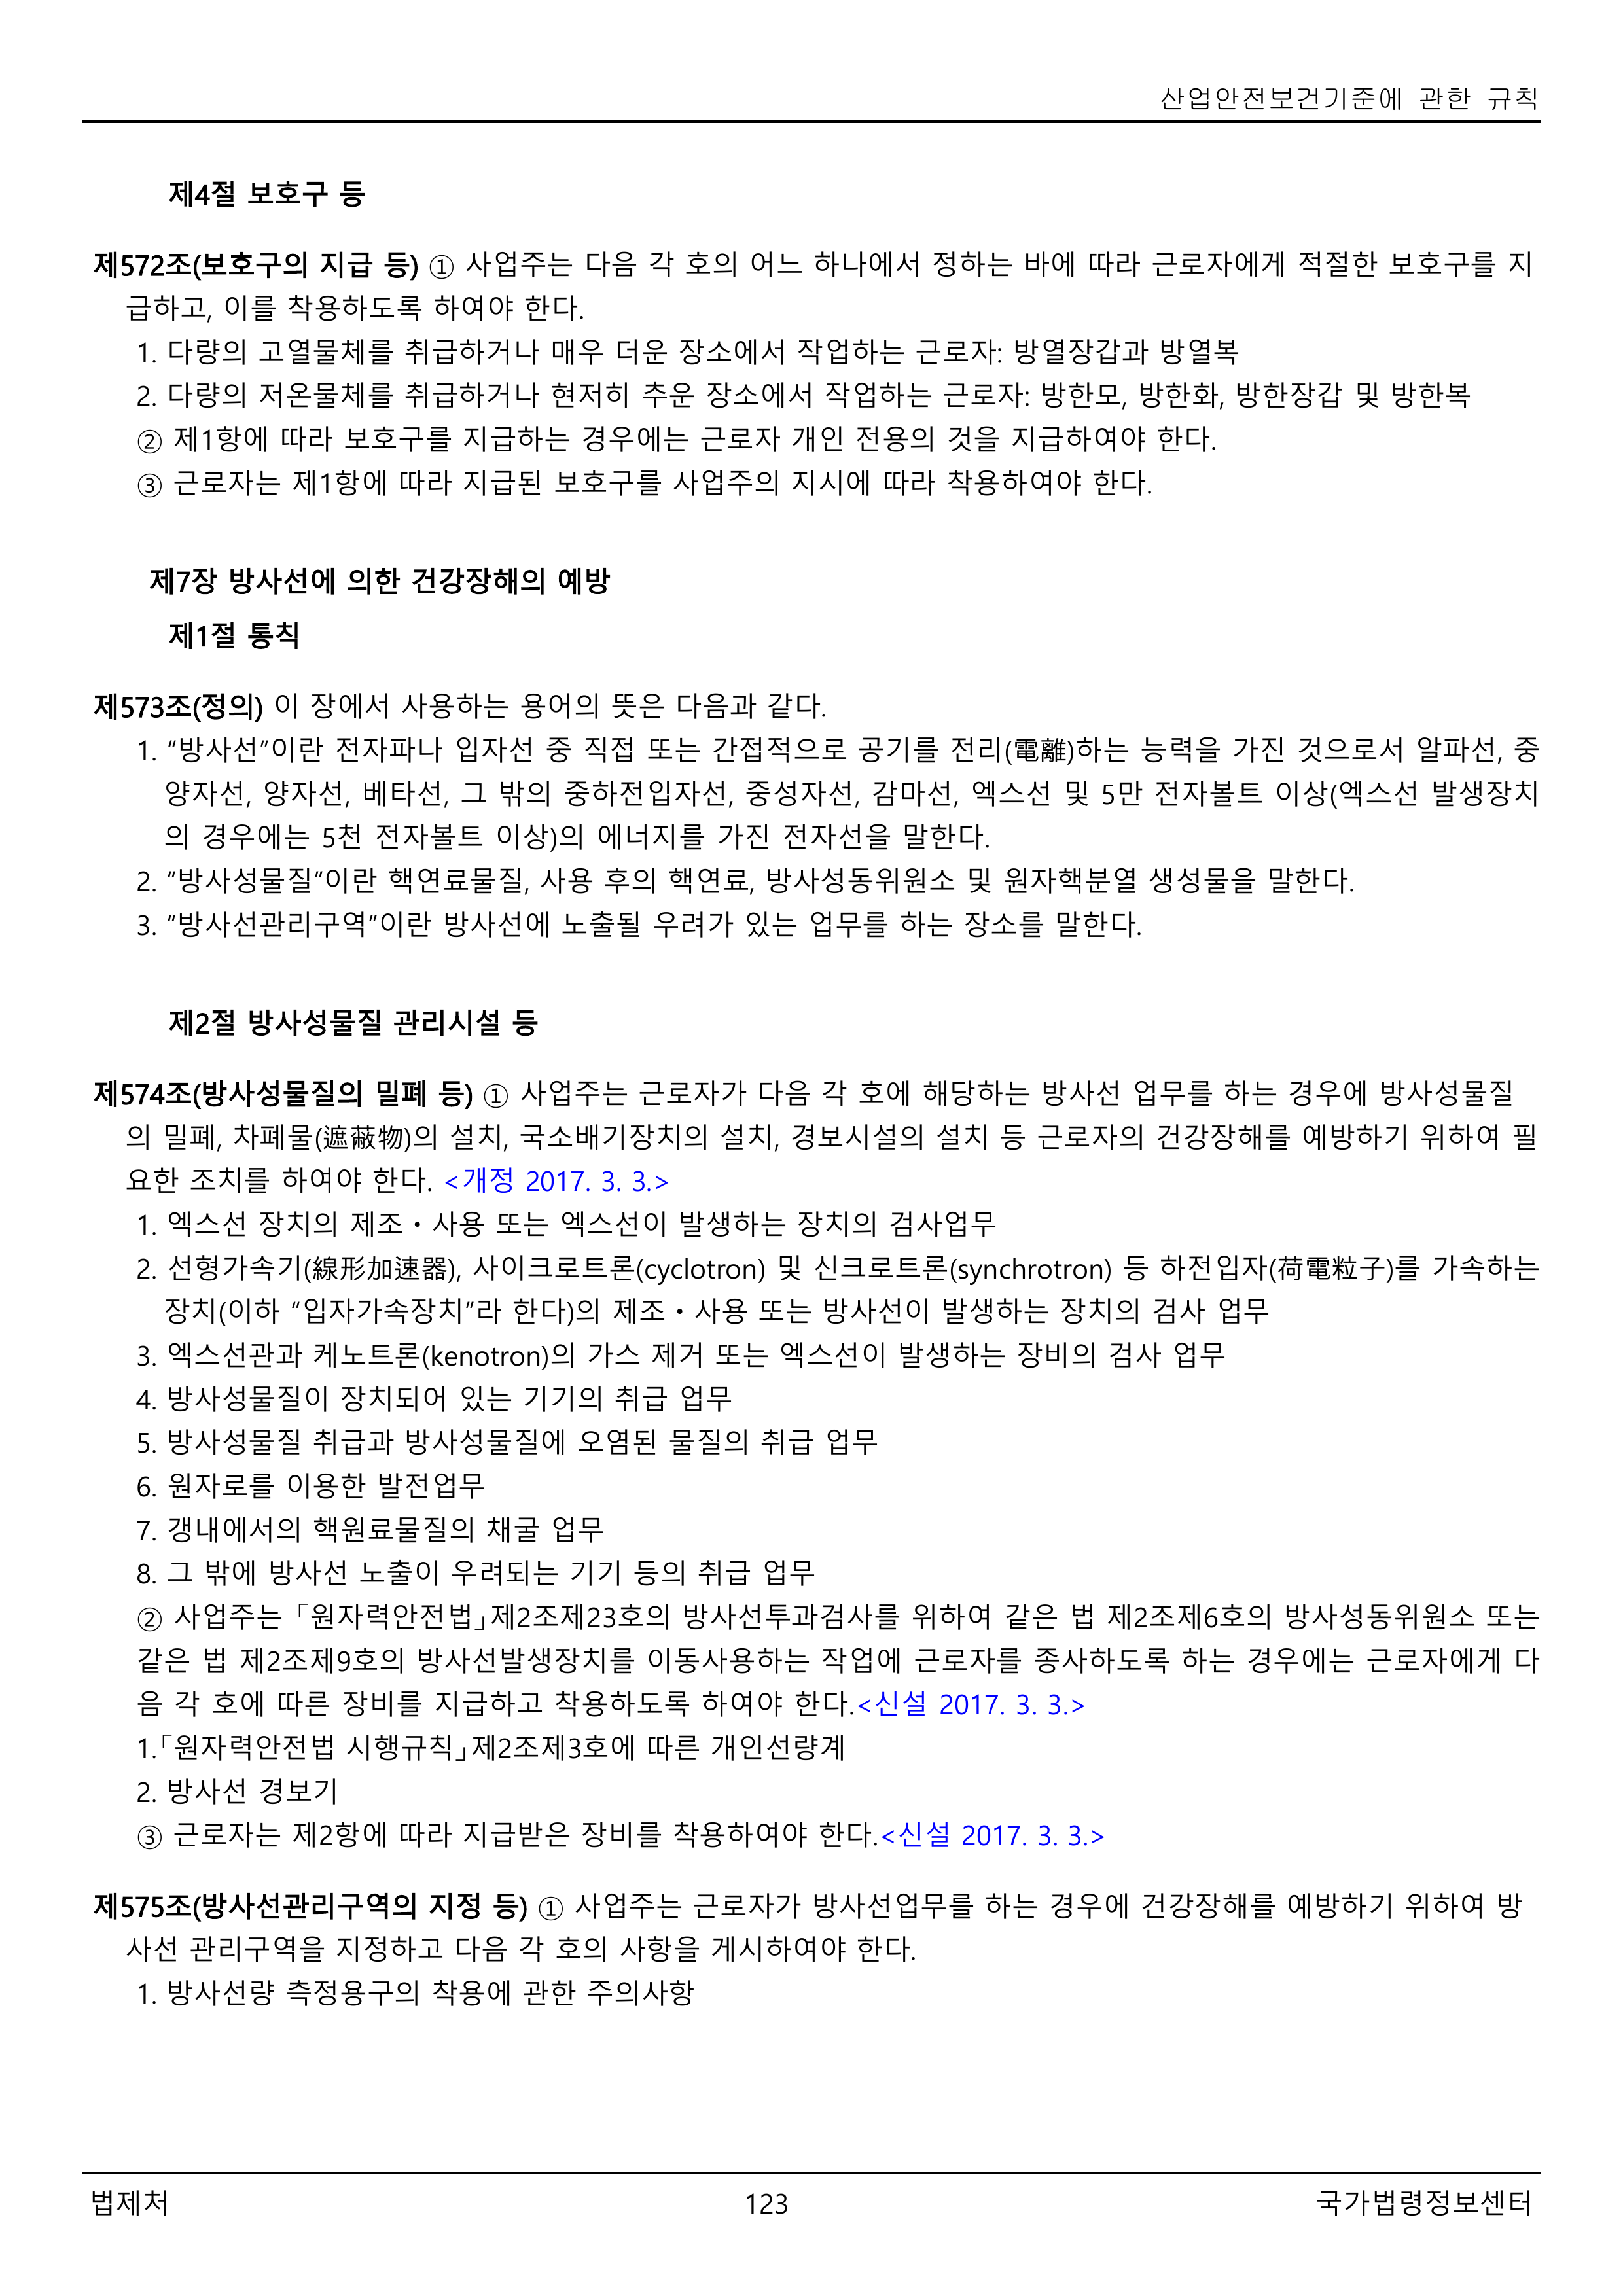 산업안전보건기준에 관한 규칙
제4절 보호구 등
제572조(보호구의 지급 등) ① 사업주는 다음 각 호의 어느 하나에서 정하는 바에 따라 근로자에게 적절한 보호구를 지
급하고, 이를 착용하도록 하여야 한다.
1. 다량의 고열물체를 취급하거나 매우 더운 장소에서 작업하는 근로자: 방열장갑과 방열복
2. 다량의 저온물체를 취급하거나 현저히 추운 장소에서 작업하는 근로자: 방한모, 방한화, 방한장갑 및 방한복
② 제1항에 따라 보호구를 지급하는 경우에는 근로자 개인 전용의 것을 지급하여야 한다.
③ 근로자는 제1항에 따라 지급된 보호구를 사업주의 지시에 따라 착용하여야 한다.
제7장 방사선에 의한 건강장해의 예방
제1절 통칙
제573조(정의) 이 장에서 사용하는 용어의 뜻은 다음과 같다.
1. “방사선”이란 전자파나 입자선 중 직접 또는 간접적으로 공기를 전리(電離)하는 능력을 가진 것으로서 알파선, 중
양자선, 양자선, 베타선, 그 밖의 중하전입자선, 중성자선, 감마선, 엑스선 및 5만 전자볼트 이상(엑스선 발생장치
의 경우에는 5천 전자볼트 이상)의 에너지를 가진 전자선을 말한다.
2. “방사성물질”이란 핵연료물질, 사용 후의 핵연료, 방사성동위원소 및 원자핵분열 생성물을 말한다.
3. “방사선관리구역”이란 방사선에 노출될 우려가 있는 업무를 하는 장소를 말한다.
제2절 방사성물질 관리시설 등
제574조(방사성물질의 밀폐 등) ① 사업주는 근로자가 다음 각 호에 해당하는 방사선 업무를 하는 경우에 방사성물질
의 밀폐, 차폐물(遮蔽物)의 설치, 국소배기장치의 설치, 경보시설의 설치 등 근로자의 건강장해를 예방하기 위하여 필
요한 조치를 하여야 한다. <개정 2017. 3. 3.>
1. 엑스선 장치의 제조ㆍ사용 또는 엑스선이 발생하는 장치의 검사업무
2. 선형가속기(線形加速器), 사이크로트론(cyclotron) 및 신크로트론(synchrotron) 등 하전입자(荷電粒子)를 가속하는
장치(이하 “입자가속장치”라 한다)의 제조ㆍ사용 또는 방사선이 발생하는 장치의 검사 업무
3. 엑스선관과 케노트론(kenotron)의 가스 제거 또는 엑스선이 발생하는 장비의 검사 업무
4. 방사성물질이 장치되어 있는 기기의 취급 업무
5. 방사성물질 취급과 방사성물질에 오염된 물질의 취급 업무
6. 원자로를 이용한 발전업무
7. 갱내에서의 핵원료물질의 채굴 업무
8. 그 밖에 방사선 노출이 우려되는 기기 등의 취급 업무
② 사업주는 「원자력안전법」 제2조제23호의 방사선투과검사를 위하여 같은 법 제2조제6호의 방사성동위원소 또는
같은 법 제2조제9호의 방사선발생장치를 이동사용하는 작업에 근로자를 종사하도록 하는 경우에는 근로자에게 다
음 각 호에 따른 장비를 지급하고 착용하도록 하여야 한다.<신설 2017. 3. 3.>
1.「원자력안전법 시행규칙」 제2조제3호에 따른 개인선량계
2. 방사선 경보기
③ 근로자는 제2항에 따라 지급받은 장비를 착용하여야 한다.<신설 2017. 3. 3.>
제575조(방사선관리구역의 지정 등) ① 사업주는 근로자가 방사선업무를 하는 경우에 건강장해를 예방하기 위하여 방
사선 관리구역을 지정하고 다음 각 호의 사항을 게시하여야 한다.
1. 방사선량 측정용구의 착용에 관한 주의사항
법제처 123 국가법령정보센터